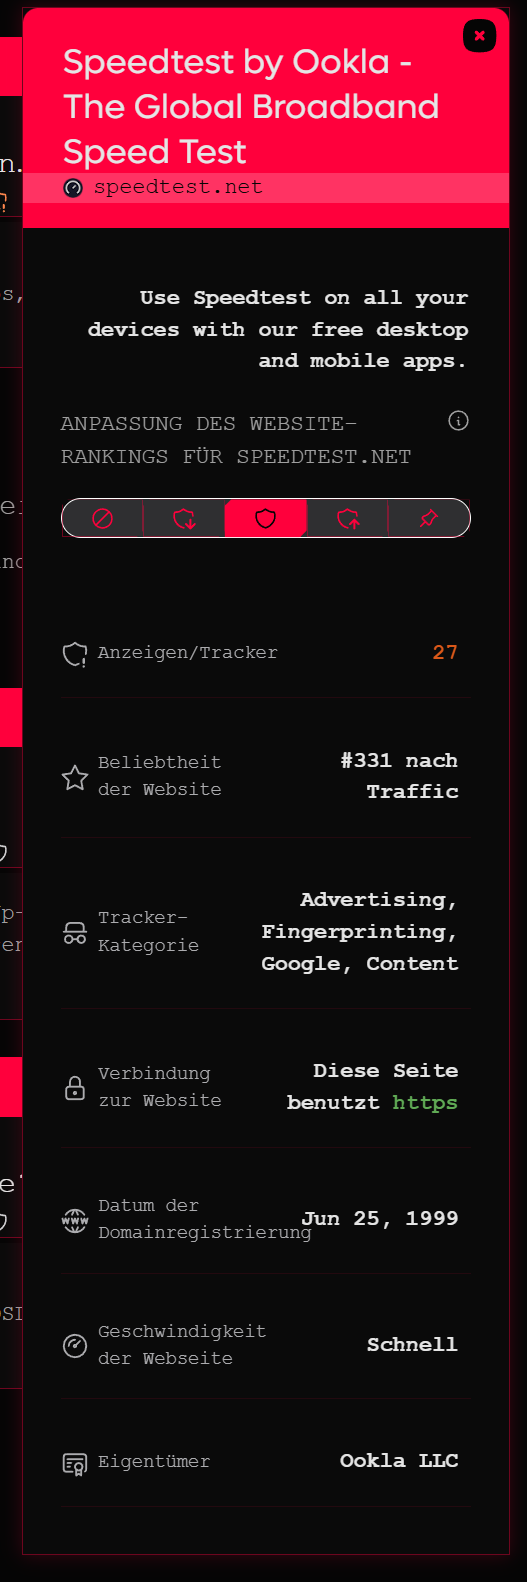 Speedtest by Ookla -
The Global Broadband
Speed Test
speedtest.net
Use Speedtest on all your
devices with our free desktop
and mobile apps.
ANPASSUNG DES WEBSITE-
RANKINGS FÜR SPEEDTEST.NET
Anzeigen/Tracker
27
Beliebtheit
der Website
#331 nach
Traffic
Tracker-
Kategorie
Advertising,
Fingerprinting,
Google, Content
Verbindung
zur Website
Diese Seite
benutzt https
Datum der
Domainregistrierung
Jun 25, 1999
Geschwindigkeit
der Webseite
Schnell
Eigentümer
Ookla LLC